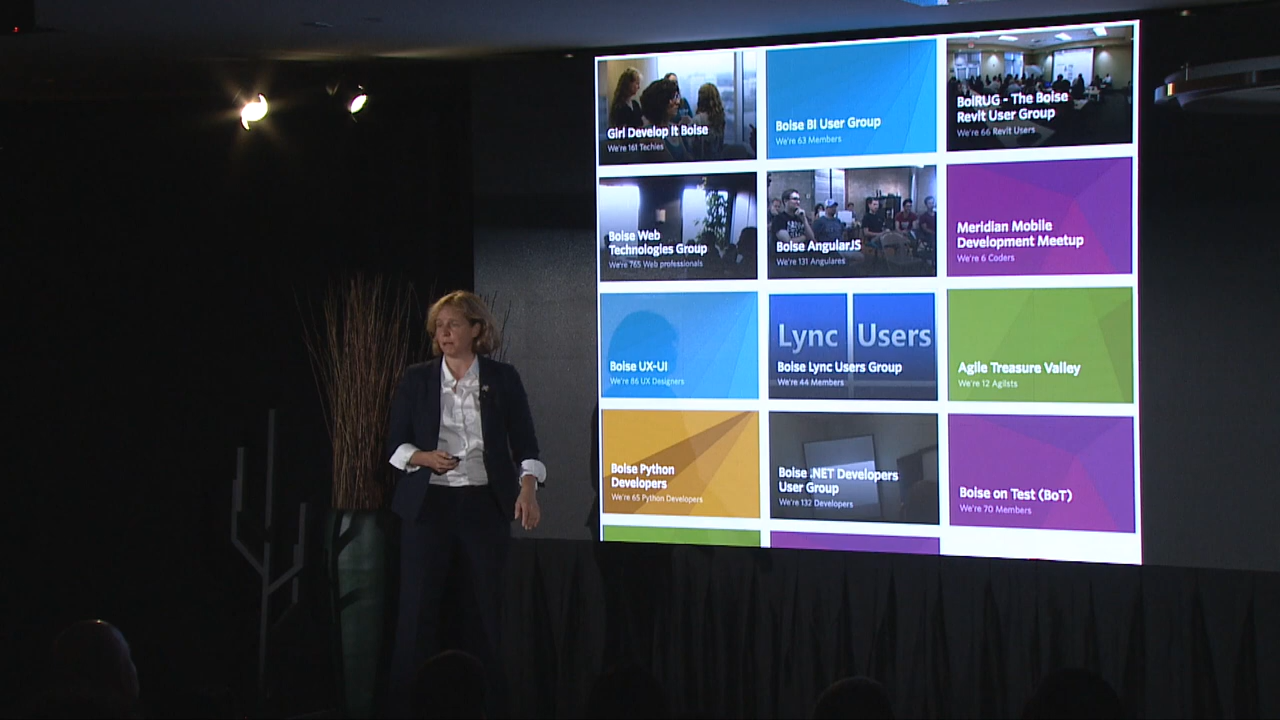 Girl Develop It Boise
We're 161 Techies
Boise BI User Group
We're 63 Members
BoiRUG - The Boise
Revit User Group
We're 66 Revit Users
Boise Web
Technologies Group
We're 765 Web professionals
Boise AngularJS
We're 131 Angulares
Meridian Mobile
Development Meetup
We're 6 Coders
Boise UX-UI
We're 86 UX Designers
Lync Users
Boise Lync Users Group
We're 44 Members
Agile Treasure Valley
We're 12 Agilists
Boise Python
Developers
We're 65 Python Developers
Boise .NET Developers
User Group
We're 132 Developers
Boise on Test (BoT)
We're 70 Members